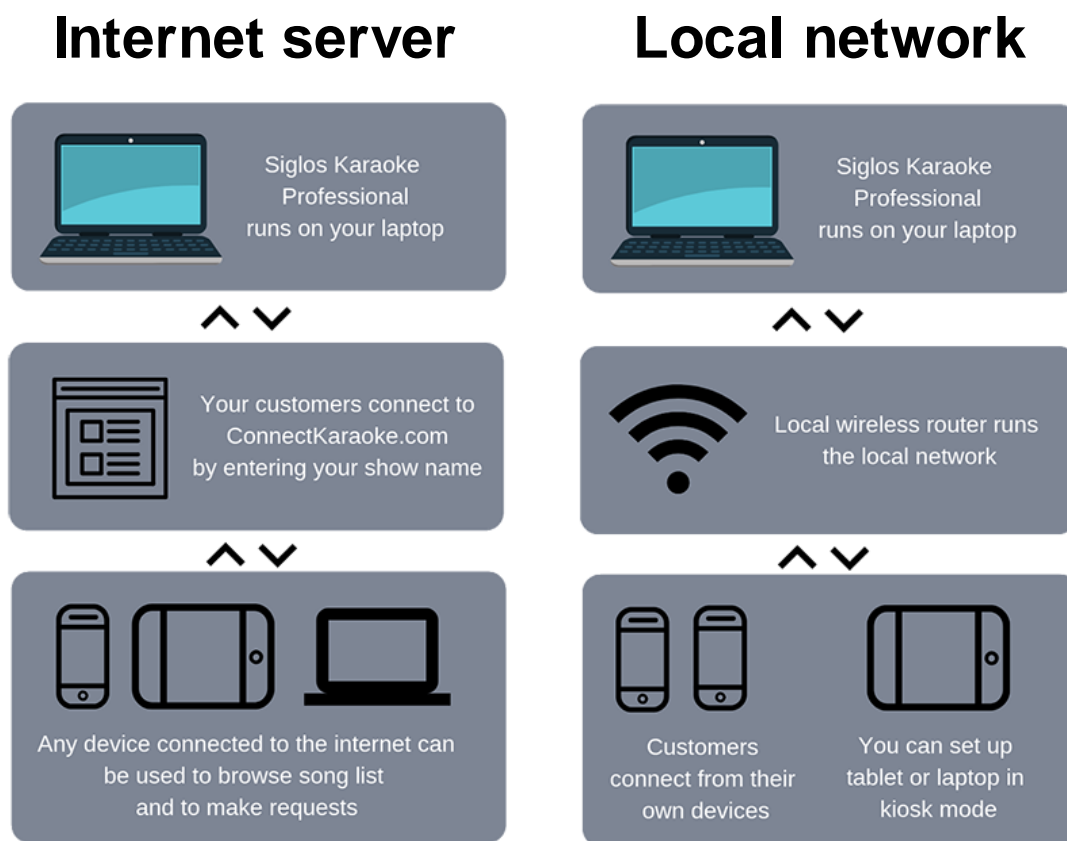 Internet server
Siglos Karaoke
Professional
runs on your laptop
Your customers connect to
ConnectKaraoke.com
by entering your show name
Any device connected to the internet can
be used to browse song list
and to make requests
Local network
Siglos Karaoke
Professional
runs on your laptop
Local wireless router runs
the local network
Customers
connect from their
own devices
You can set up
tablet or laptop in
kiosk mode